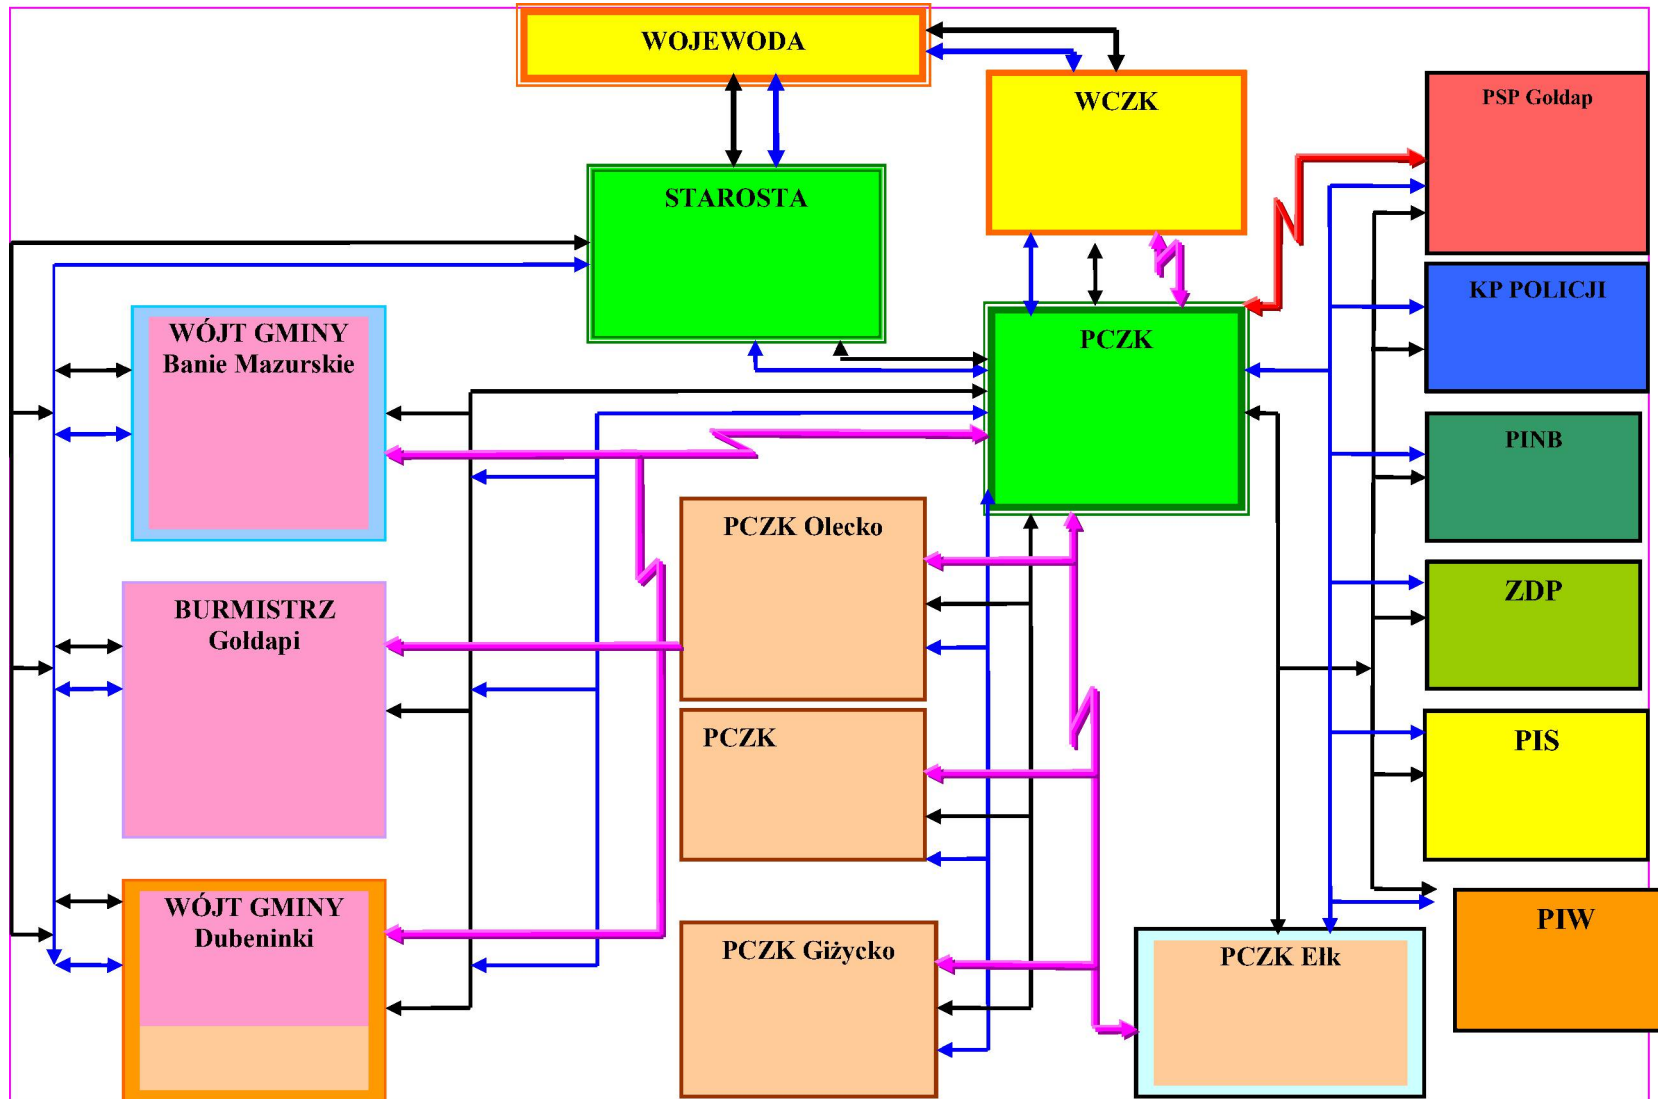 WOJEWODA
WCZK
PSP Gołdap
STAROSTA
KP POLICJI
WÓJT GMINY
Banie Mazurskie
PCZK
PINB
PCZK Olecko
ZDP
BURMISTRZ
Gołdapi
PCZK
PIS
WÓJT GMINY
Dubeninki
PCZK Giżycko
PCZK Ełk
PIW